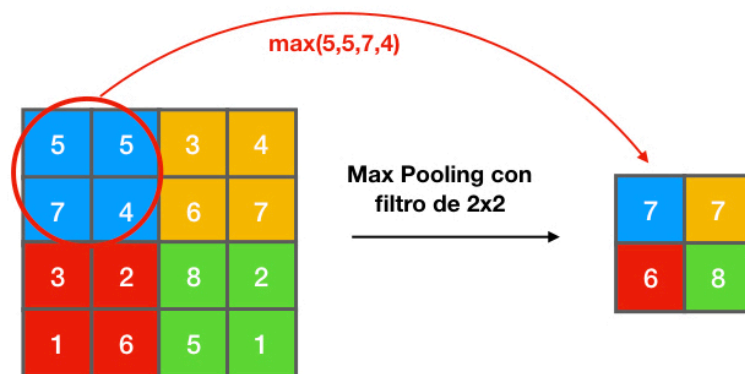 max(5,5,7,4)
5 5 3 4
7 4 6 7
3 2 8 2
1 6 5 1
Max Pooling con
filtro de 2x2
7 7
6 8